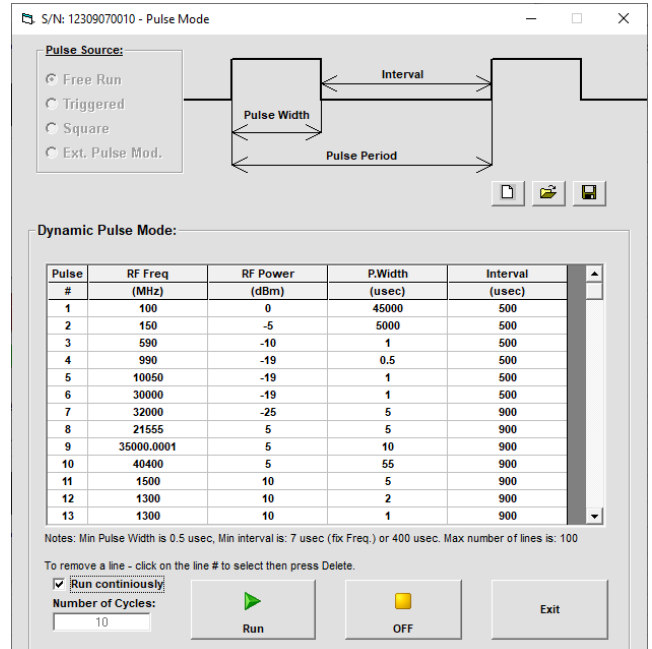 S/N: 12309070010 - Pulse Mode
Pulse Source:
Free Run
Triggered
Square
Ext. Pulse Mod.
Interval
Pulse Width
Pulse Period
Dynamic Pulse Mode:
Pulse RF Freq RF Power P.Width Interval
# (MHz) (dBm) (usec) (usec)
1 100 0 45000 500
2 150 -5 5000 500
3 590 -10 1 500
4 990 -19 0.5 500
5 10050 -19 1 500
6 30000 -19 1 500
7 32000 -25 5 900
8 21555 5 5 900
9 35000.0001 5 10 900
10 40400 5 55 900
11 1500 10 5 900
12 1300 10 2 900
13 1300 10 1 900
Notes: Min Pulse Width is 0.5 usec, Min interval is: 7 usec (fix Freq.) or 400 usec. Max number of lines is: 100
To remove a line - click on the line # to select then press Delete.
Run continiously
Number of Cycles:
10
Run
OFF
Exit